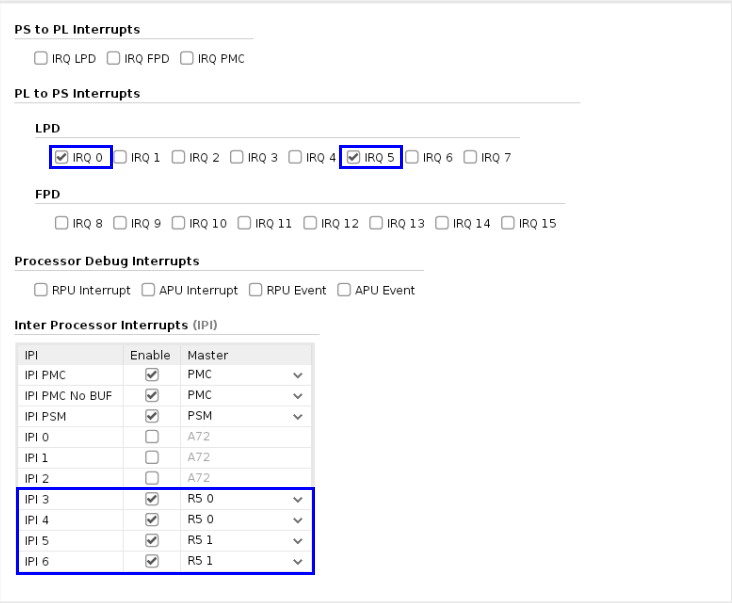 PS to PL Interrupts
IRQ LPD IRQ FPD IRQ PMC
PL to PS Interrupts
LPD
IRQ 0 IRQ 1 IRQ 2 IRQ 3 IRQ 4 IRQ 5 IRQ 6 IRQ 7
FPD
IRQ 8 IRQ 9 IRQ 10 IRQ 11 IRQ 12 IRQ 13 IRQ 14 IRQ 15
Processor Debug Interrupts
RPU Interrupt APU Interrupt RPU Event APU Event
Inter Processor Interrupts (IPI)
IPI Enable Master
IPI PMC PMC
IPI PMC No BUF PMC
IPI PSM PSM
IPI 0 A72
IPI 1 A72
IPI 2 A72
IPI 3 R5 0
IPI 4 R5 0
IPI 5 R5 1
IPI 6 R5 1